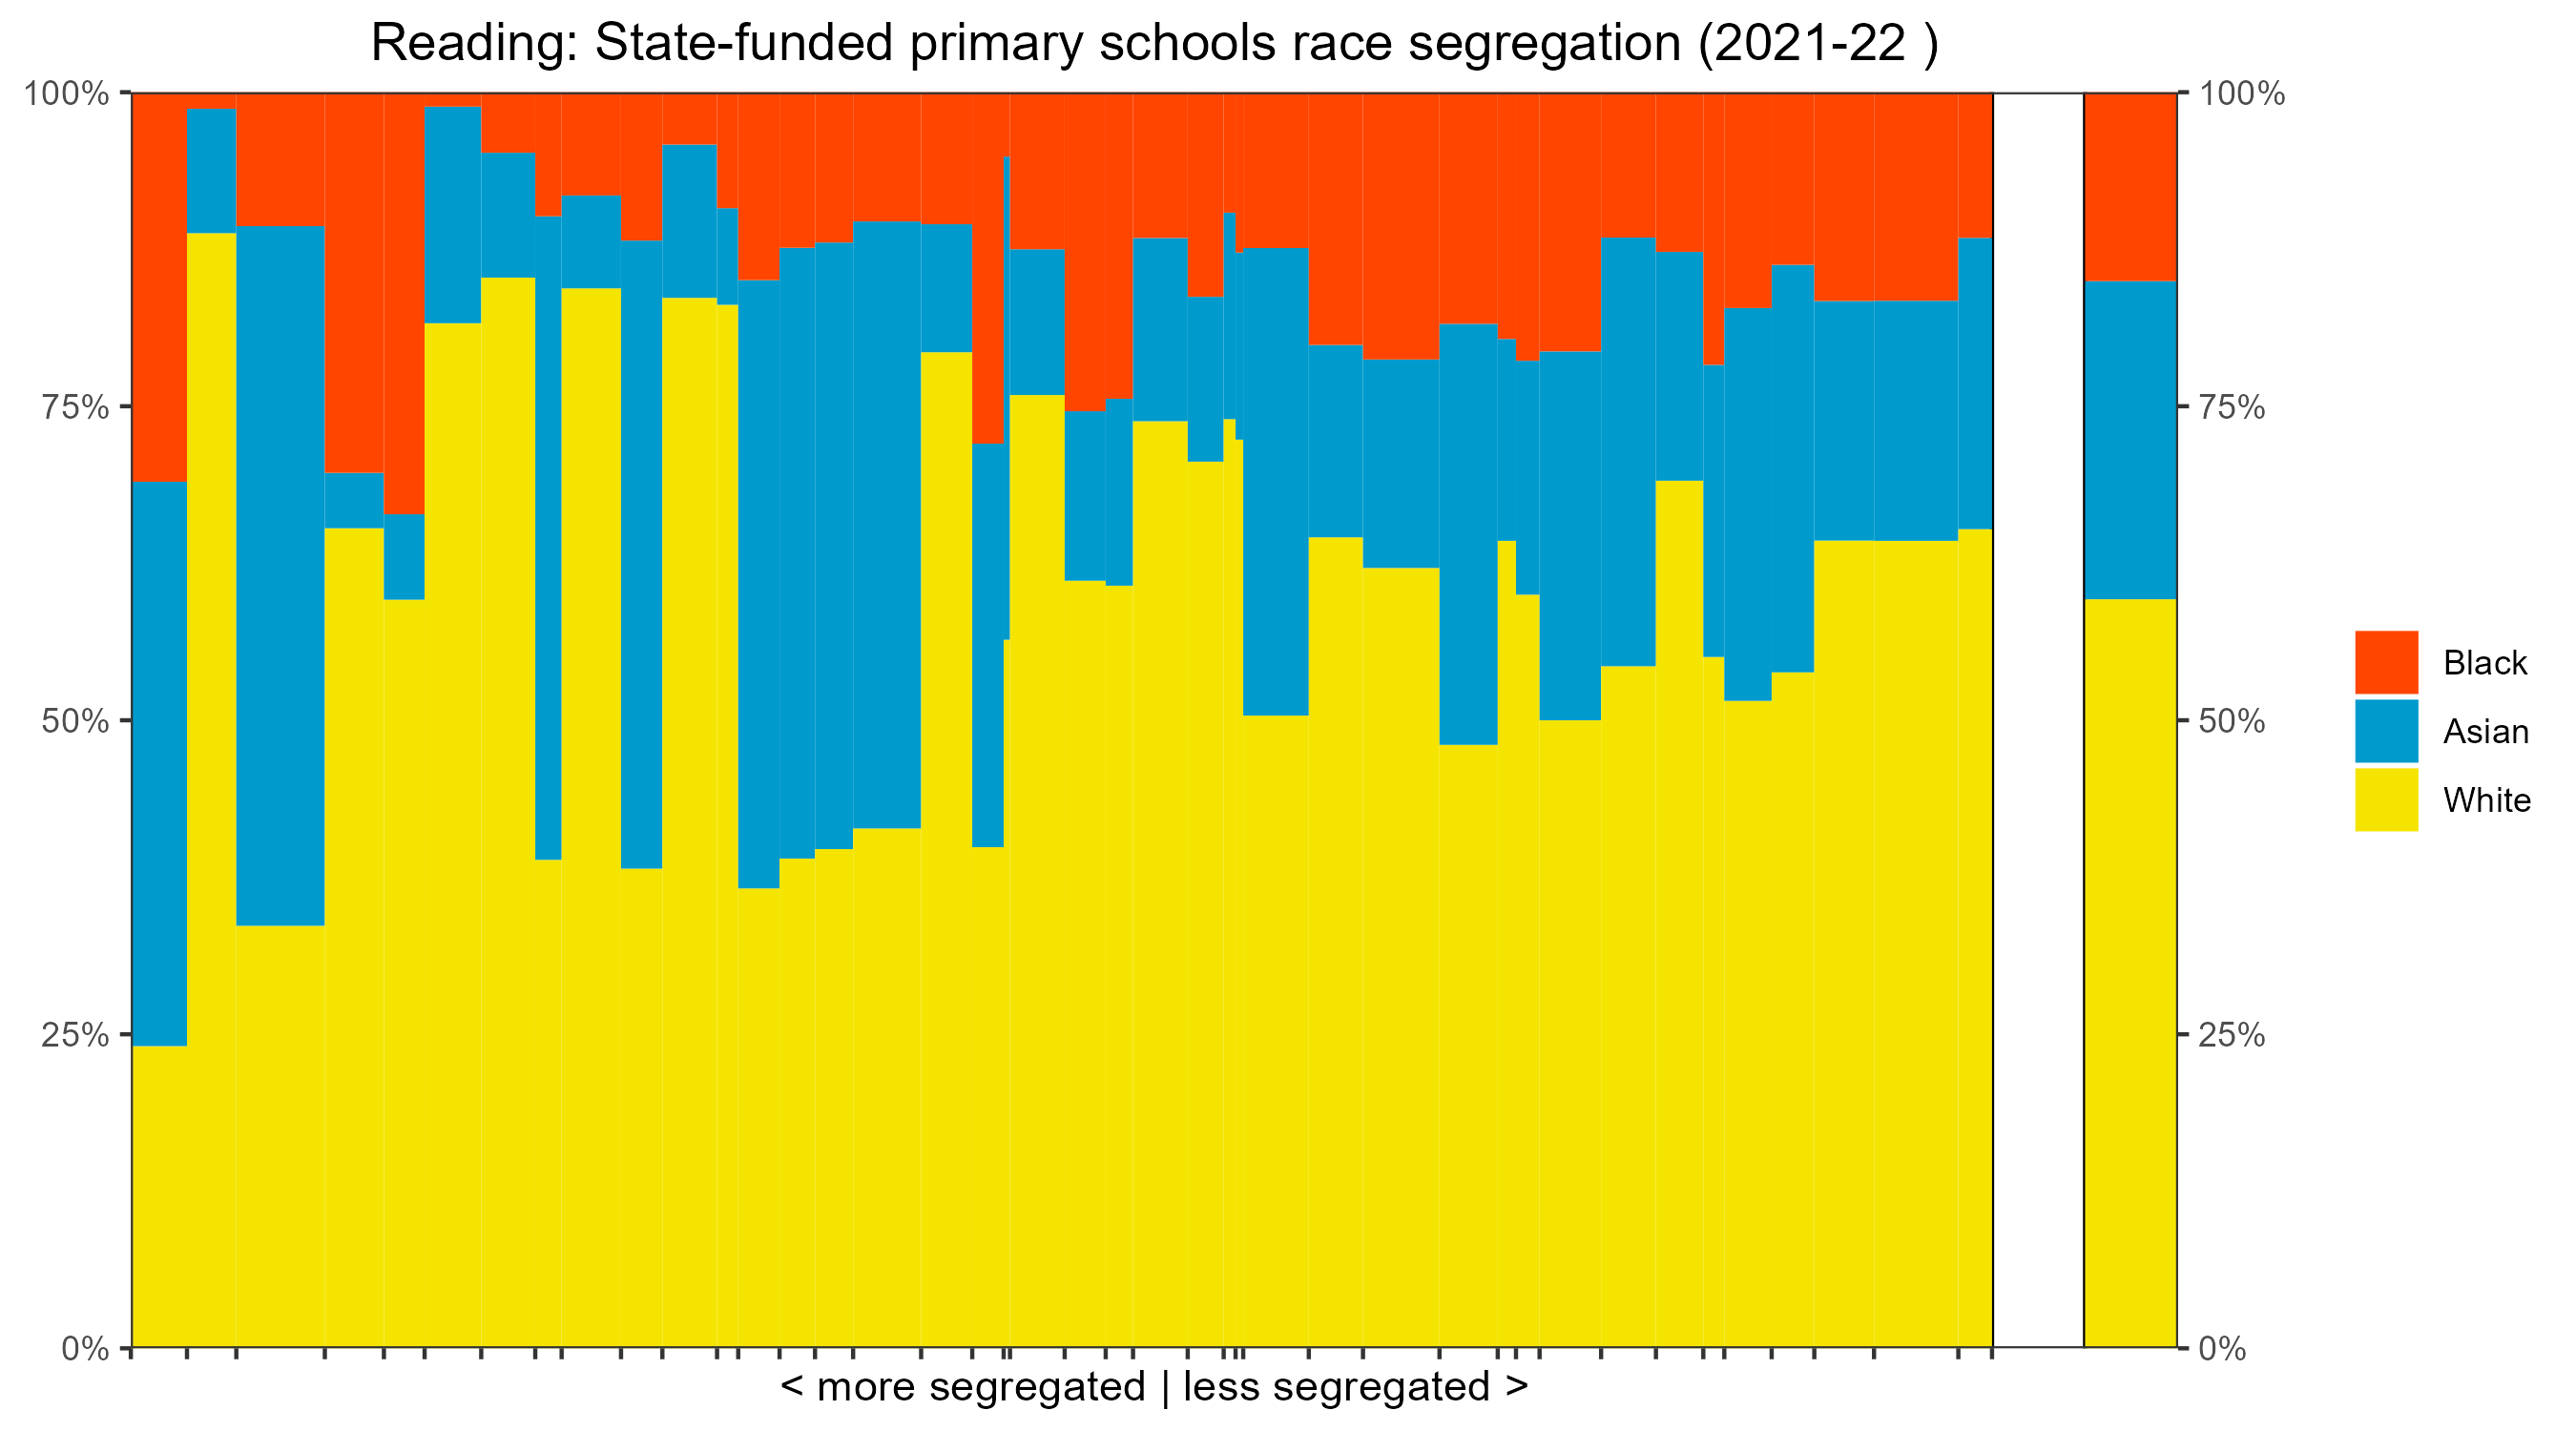 Reading: State-funded primary schools race segregation (2021-22 )
100%
75%
50%
25%
0%
100%
75%
50%
25%
0%
Black
Asian
White
< more segregated | less segregated >